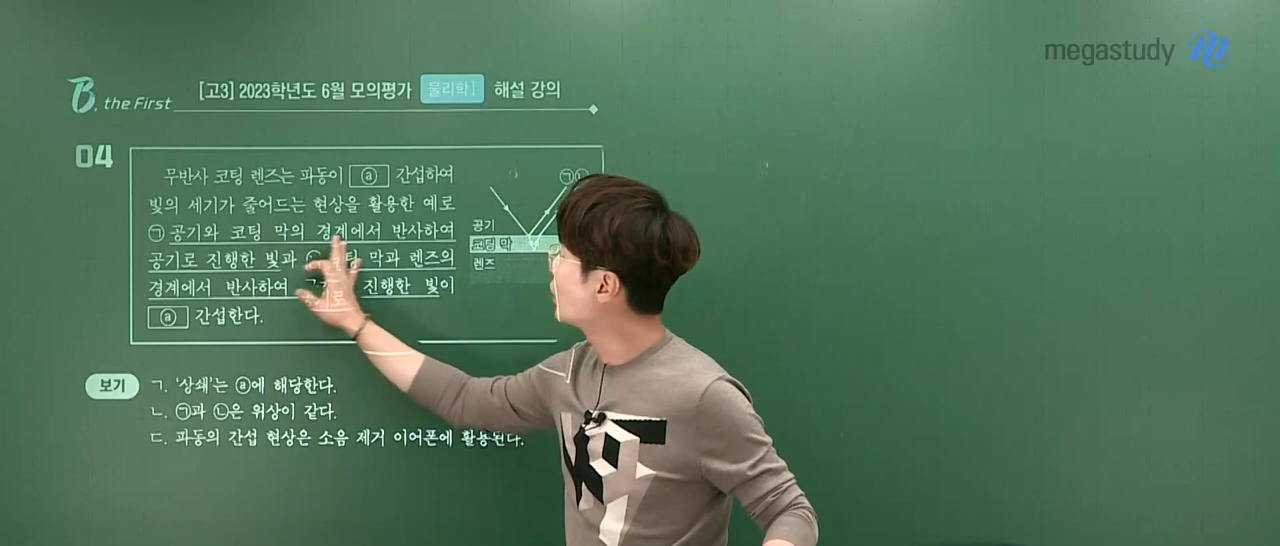 megastudy
B. the First
[고3] 2023학년도 6월 모의평가 물리학Ⅰ 해설 강의
04
무반사 코팅 렌즈는 파동이 ⓐ 간섭하여
빛의 세기가 줄어드는 현상을 활용한 예로
㉠ 공기와 코팅 막의 경계에서 반사하여
공기로 진행한 빛과 막과 렌즈의
경계에서 반사하여 진행한 빛이
ⓐ 간섭한다.
㉠ ㉡
공기
코팅 막
렌즈
보기
ㄱ. '상쇄'는 ⓐ에 해당한다.
ㄴ. ㉠과 ㉡은 위상이 같다.
ㄷ. 파동의 간섭 현상은 소음 제거 이어폰에 활용된다.